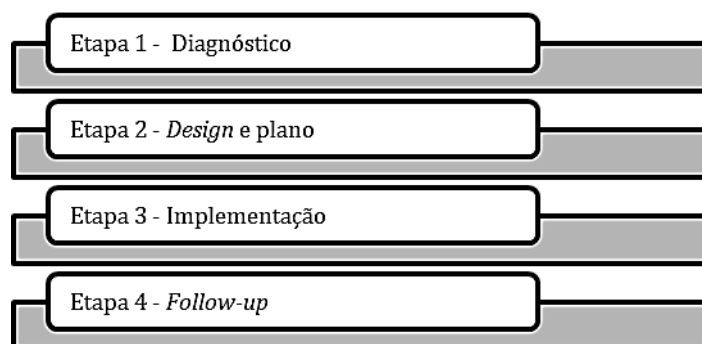 Etapa 1 -  Diagnóstico
Etapa 2 - Design e plano
Etapa 3 - Implementação
Etapa 4 - Follow-up